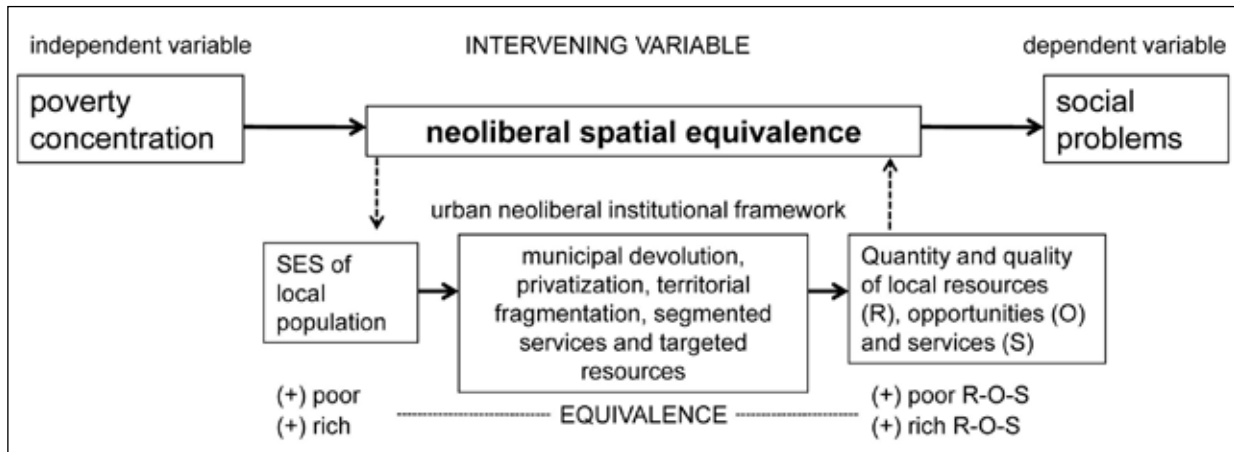 independent variable
INTERVENING VARIABLE
dependent variable
poverty
concentration
neoliberal spatial equivalence
social
problems
urban neoliberal institutional framework
SES of
local
population
municipal devolution,
privatization, territorial
fragmentation, segmented
services and targeted
resources
Quantity and quality
of local resources
(R), opportunities (O)
and services (S)
(+) poor
(+) rich
EQUIVALENCE
(+) poor R-O-S
(+) rich R-O-S